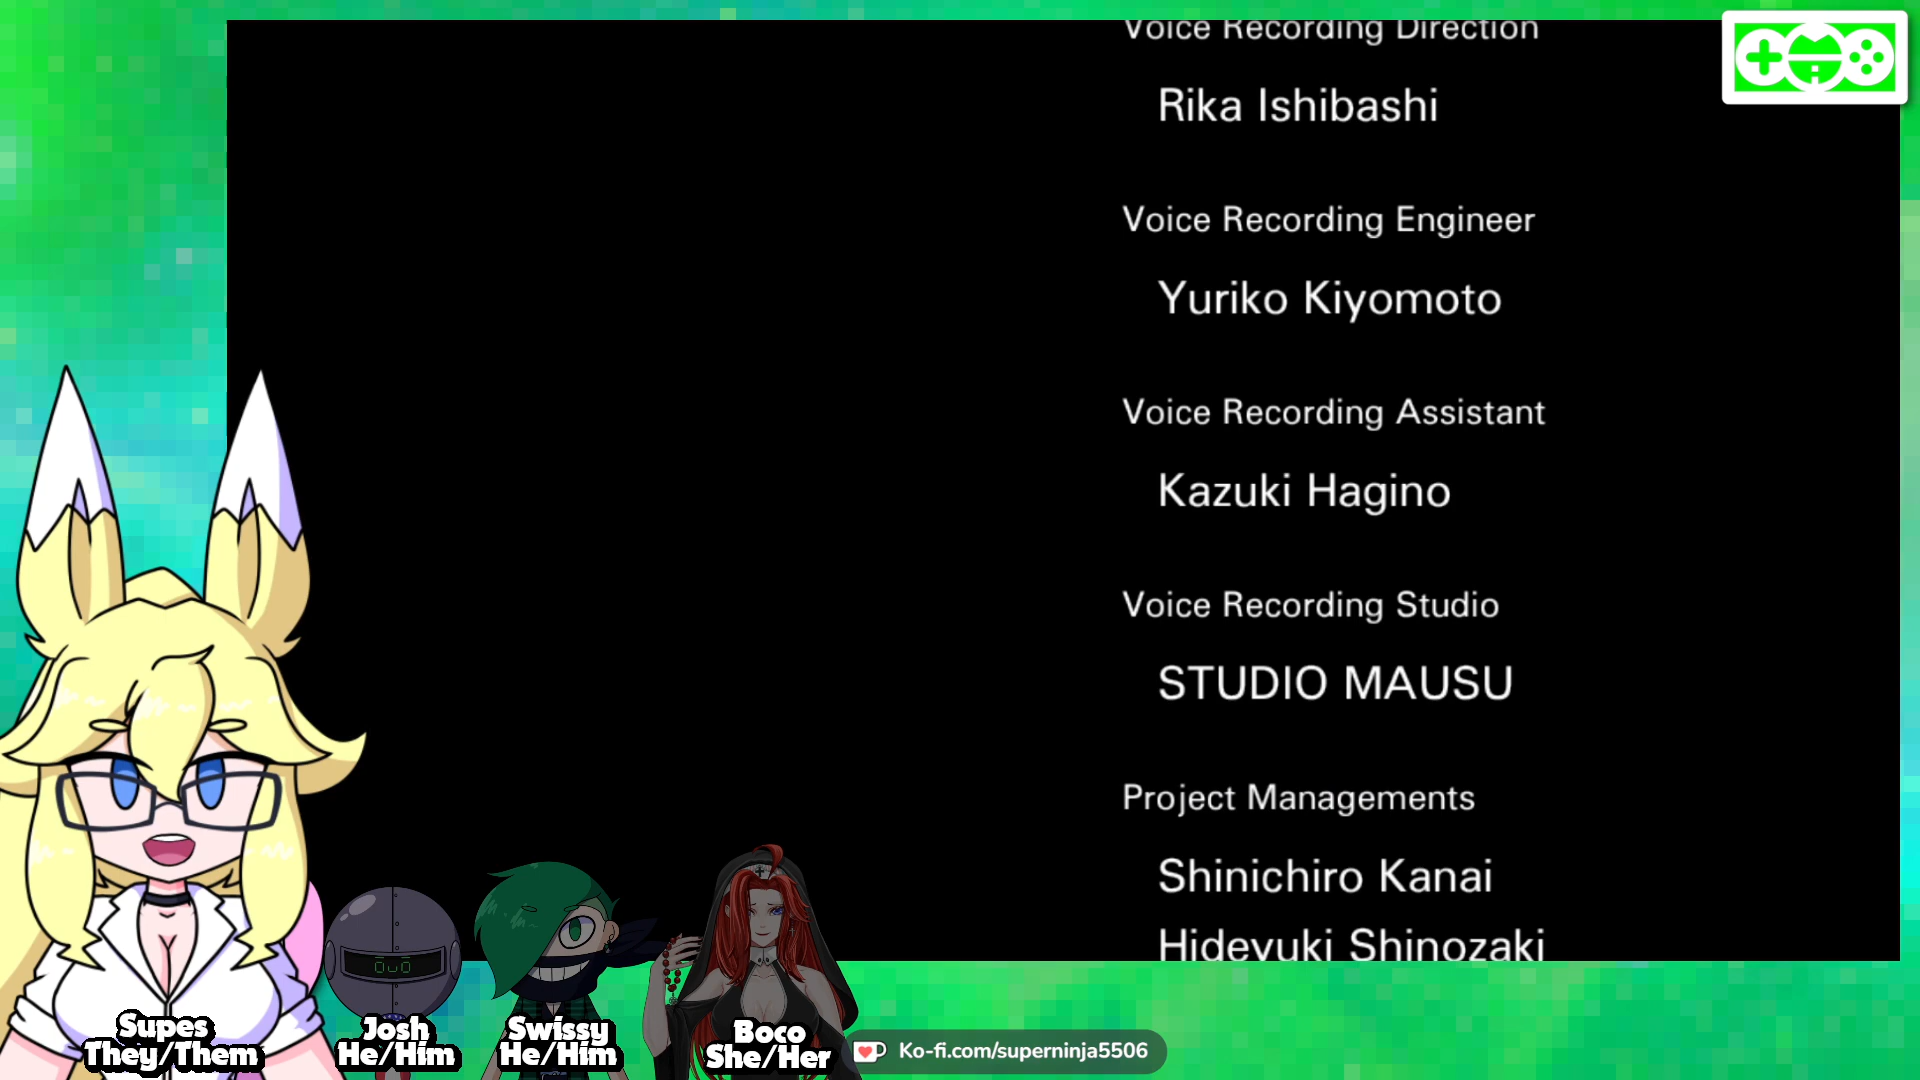 Voice Recording Direction
Rika Ishibashi
Voice Recording Engineer
Yuriko Kiyomoto
Voice Recording Assistant
Kazuki Hagino
Voice Recording Studio
STUDIO MAUSU
Project Managements
Shinichiro Kanai
Hideyuki Shinozaki
Supes
They/Them
Josh
He/Him
Swissy
He/Him
Boco
She/Her
Ko-fi.com/superninja5506